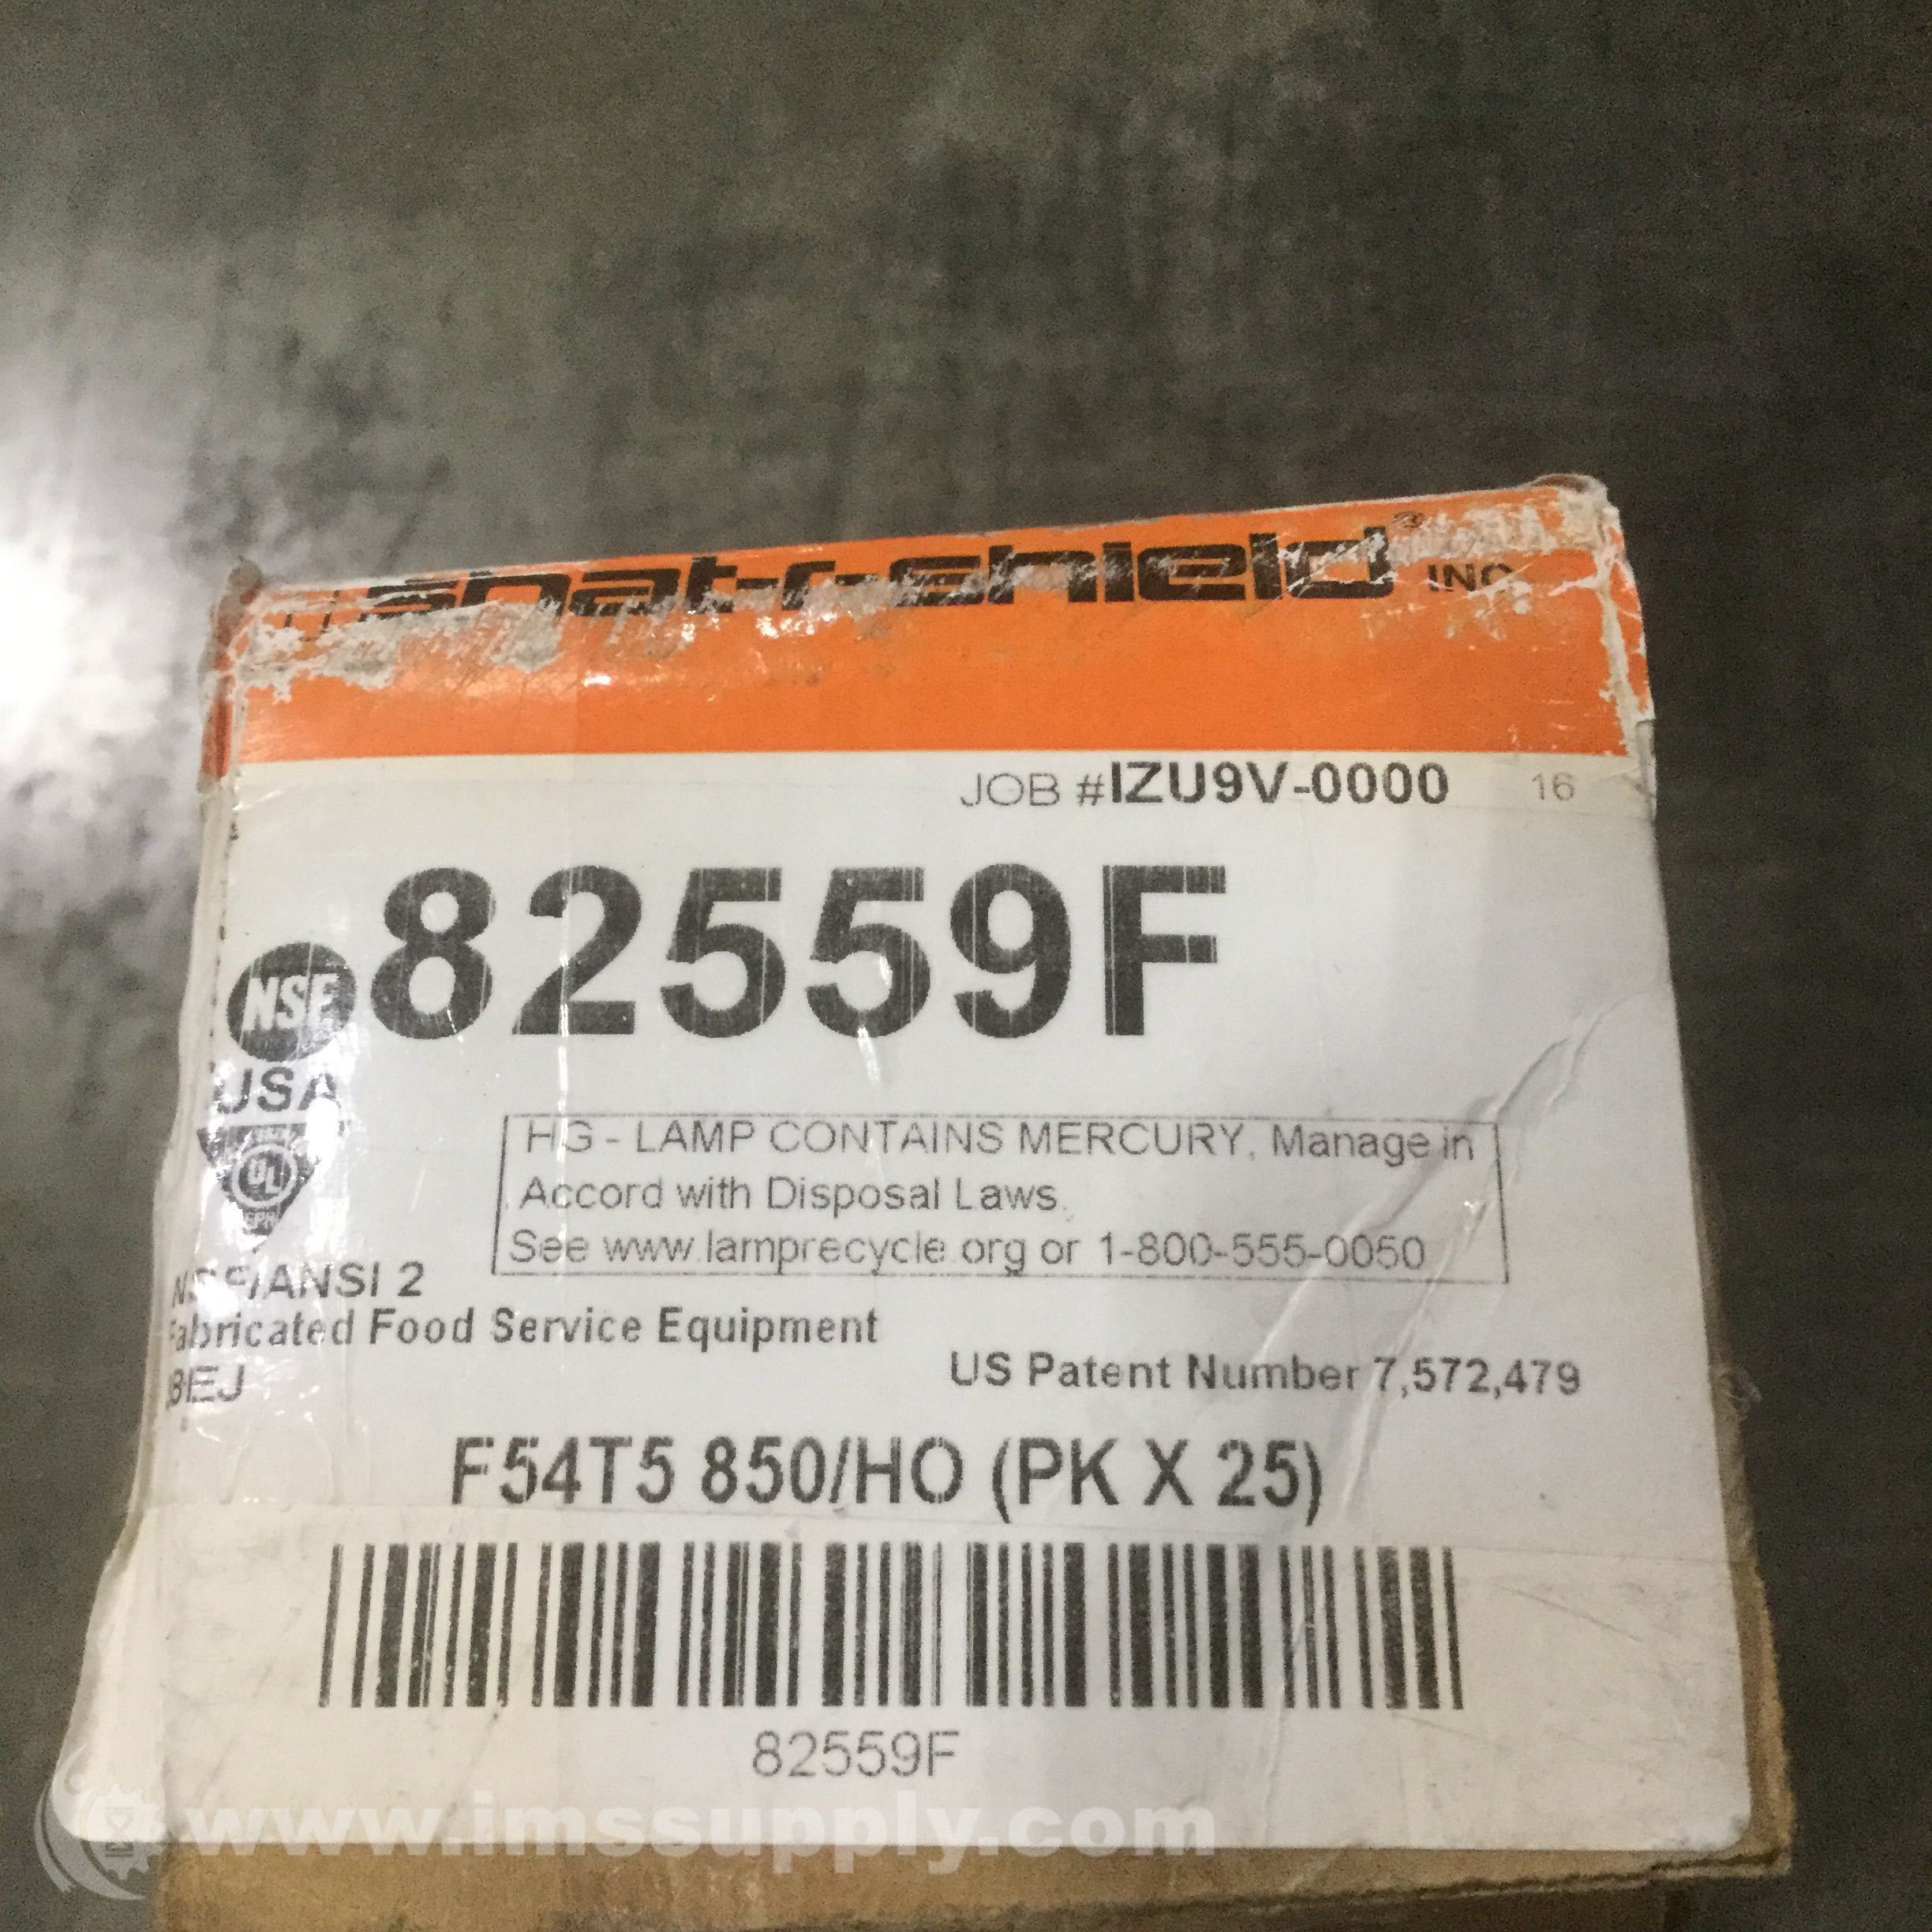 shat-r-shield® INC.
JOB #IZU9V-0000 16
82559F
NSF
USA
UL
HG - LAMP CONTAINS MERCURY, Manage in
Accord with Disposal Laws.
See www.lamprecycle.org or 1-800-555-0050
NSF/ANSI 2
Fabricated Food Service Equipment
US Patent Number 7,572,479
F54T5 850/HO (PK X 25)
82559F
www.imssupply.com